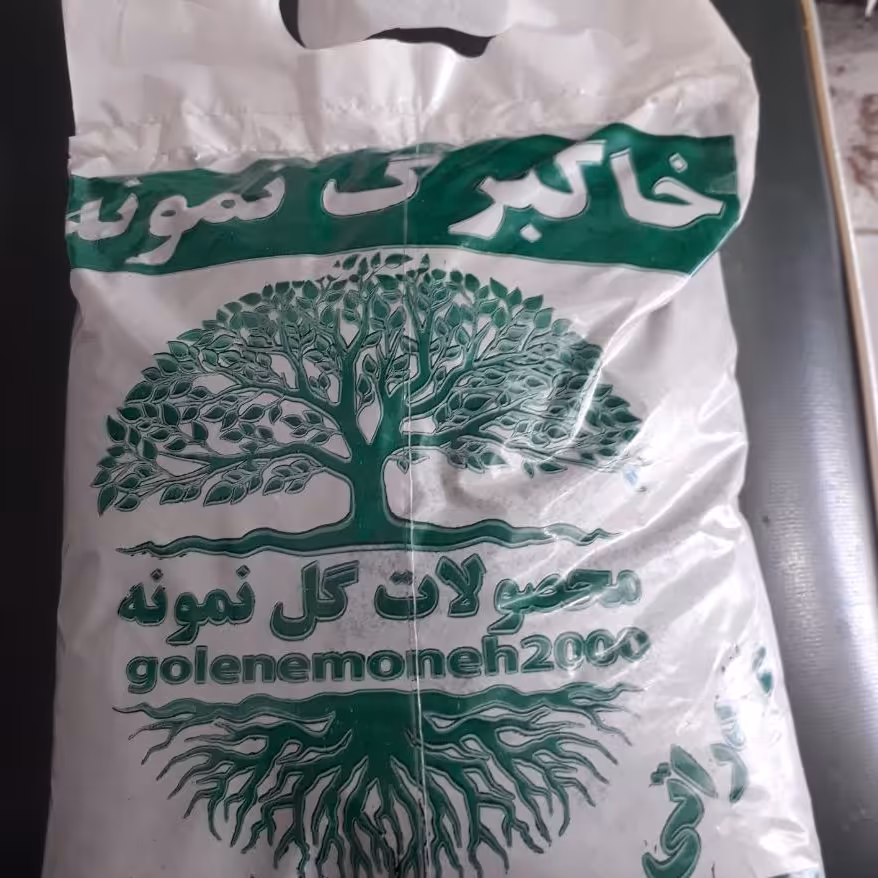 خاکبرگ نمونه
محصولات گل نمونه
golenemoneh2000